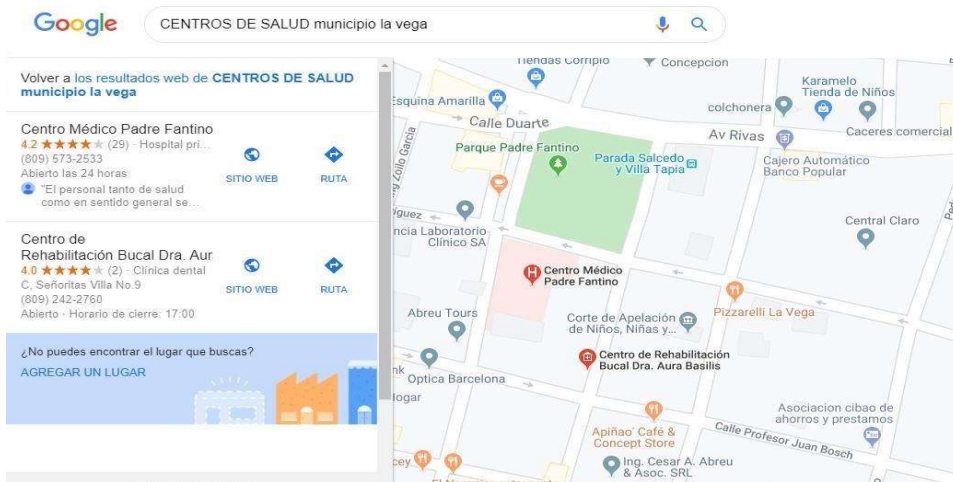 Google
CENTROS DE SALUD municipio la vega
Volver a los resultados web de CENTROS DE SALUD
municipio la vega
Centro Médico Padre Fantino
4.2 (29) · Hospital pri...
(809) 573-2533
Abierto las 24 horas
"El personal tanto de salud
como en sentido general se...
SITIO WEB
RUTA
Centro de
Rehabilitación Bucal Dra. Aur
4.0 (2) · Clínica dental
C, Señoritas Villa No.9
(809) 242-2760
Abierto · Horario de cierre: 17:00
SITIO WEB
RUTA
¿No puedes encontrar el lugar que buscas?
AGREGAR UN LUGAR
Tiendas Corripio
Concepcion
Karamelo
Tienda de Niños
Esquina Amarilla
colchonera
Calle Duarte
Av Rivas
Caceres comercial
Parque Padre Fantino
Parada Salcedo
y Villa Tapia
Cajero Automático
Banco Popular
Zoilo García
íguez
ncia Laboratorio
Clínico SA
Central Claro
H
Centro Médico
Padre Fantino
Abreu Tours
Corte de Apelación
de Niños, Niñas y...
Pizzarelli La Vega
Centro de Rehabilitación
Bucal Dra. Aura Basilis
nk
Optica Barcelona
logar
Asociacion cibao de
ahorros y prestamos
Apiñao' Café &
Concept Store
Calle Profesor Juan Bosch
cey
Ing. Cesar A. Abreu
& Asoc. SRL